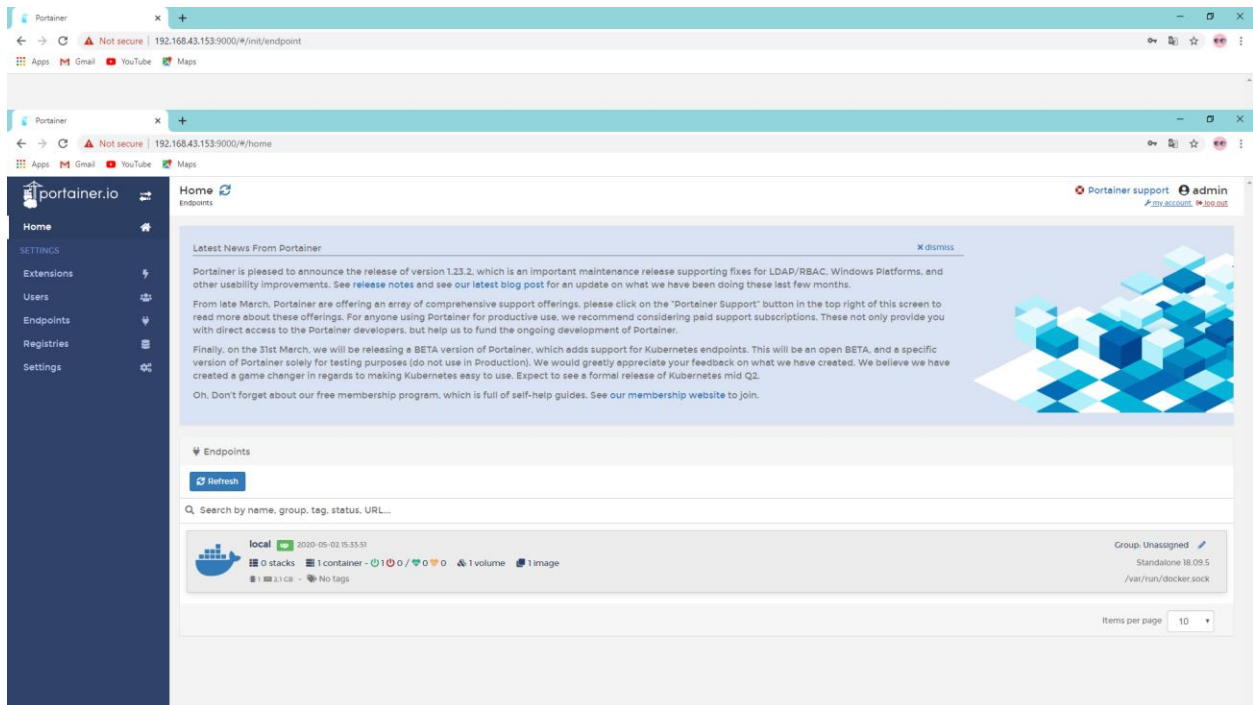 Portainer
Not secure | 192.168.43.153:9000/#/init/endpoint
Apps Gmail YouTube Maps
Portainer
Not secure | 192.168.43.153:9000/#/home
Apps Gmail YouTube Maps
portainer.io
Home
SETTINGS
Extensions
Users
Endpoints
Registries
Settings
Home
Endpoints
Portainer support admin
my account log out
Latest News From Portainer
dismiss
Portainer is pleased to announce the release of version 1.23.2, which is an important maintenance release supporting fixes for LDAP/RBAC, Windows Platforms, and
other usability improvements. See release notes and see our latest blog post for an update on what we have been doing these last few months.
From late March, Portainer are offering an array of comprehensive support offerings, please click on the "Portainer Support" button in the top right of this screen to
read more about these offerings. For anyone using Portainer for productive use, we recommend considering paid support subscriptions. These not only provide you
with direct access to the Portainer developers, but help us to fund the ongoing development of Portainer.
Finally, on the 31st March, we will be releasing a BETA version of Portainer, which adds support for Kubernetes endpoints. This will be an open BETA, and a specific
version of Portainer solely for testing purposes (do not use in Production). We would greatly appreciate your feedback on what we have created. We believe we have
created a game changer in regards to making Kubernetes easy to use. Expect to see a formal release of Kubernetes mid Q2.
Oh, Don't forget about our free membership program, which is full of self-help guides. See our membership website to join.
Endpoints
Refresh
Search by name, group, tag, status, URL...
local up 2020-05-02 15:33:51
0 stacks 1 container - 1 0 / 0 0 1 volume 1 image
1 2.1 GB - No tags
Group: Unassigned
Standalone 18.09.5
/var/run/docker.sock
Items per page 10